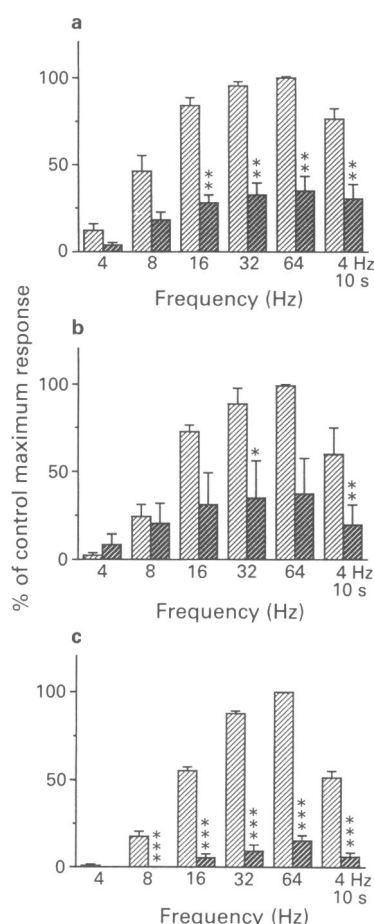 a
100
50
0
**
**
**
**
4 8 16 32 64 4 Hz
10 s
Frequency (Hz)
% of control maximum response
b
100
50
0
*
**
4 8 16 32 64 4 Hz
10 s
Frequency (Hz)
c
100
50
0
***
***
***
***
***
4 8 16 32 64 4 Hz
10 s
Frequency (Hz)